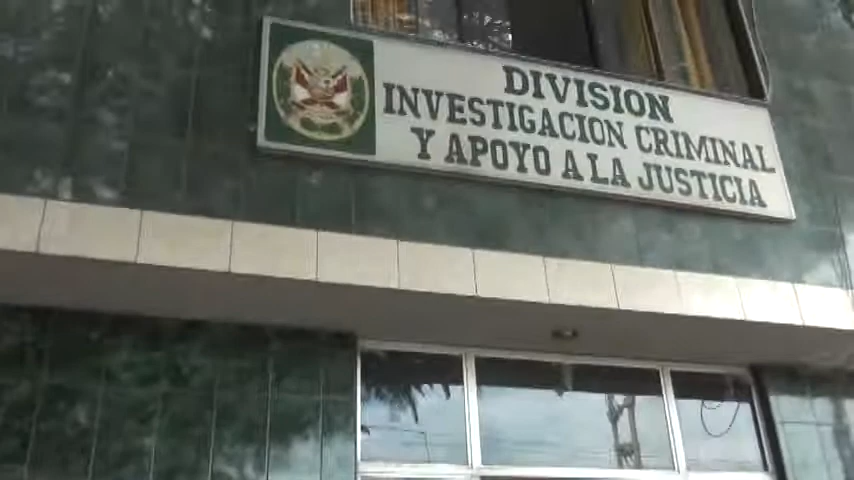 DIVISION
INVESTIGACION CRIMINAL
Y APOYO A LA JUSTICIA